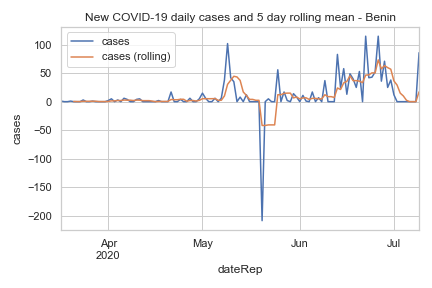 New COVID-19 daily cases and 5 day rolling mean - Benin
cases
cases (rolling)
100
50
0
−50
−100
−150
−200
cases
Apr
2020
May
Jun
Jul
dateRep